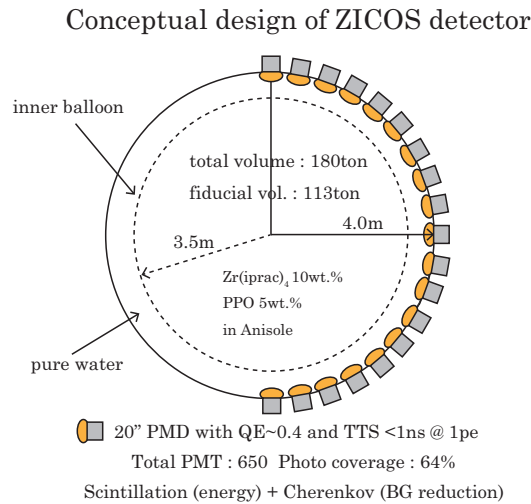 Conceptual design of ZICOS detector
inner balloon
total volume : 180ton
fiducial vol. : 113ton
4.0m
3.5m
Zr(iprac)₄ 10wt.%
PPO 5wt.%
in Anisole
pure water
20" PMD with QE~0.4 and TTS <1ns @ 1pe
Total PMT : 650 Photo coverage : 64%
Scintillation (energy) + Cherenkov (BG reduction)